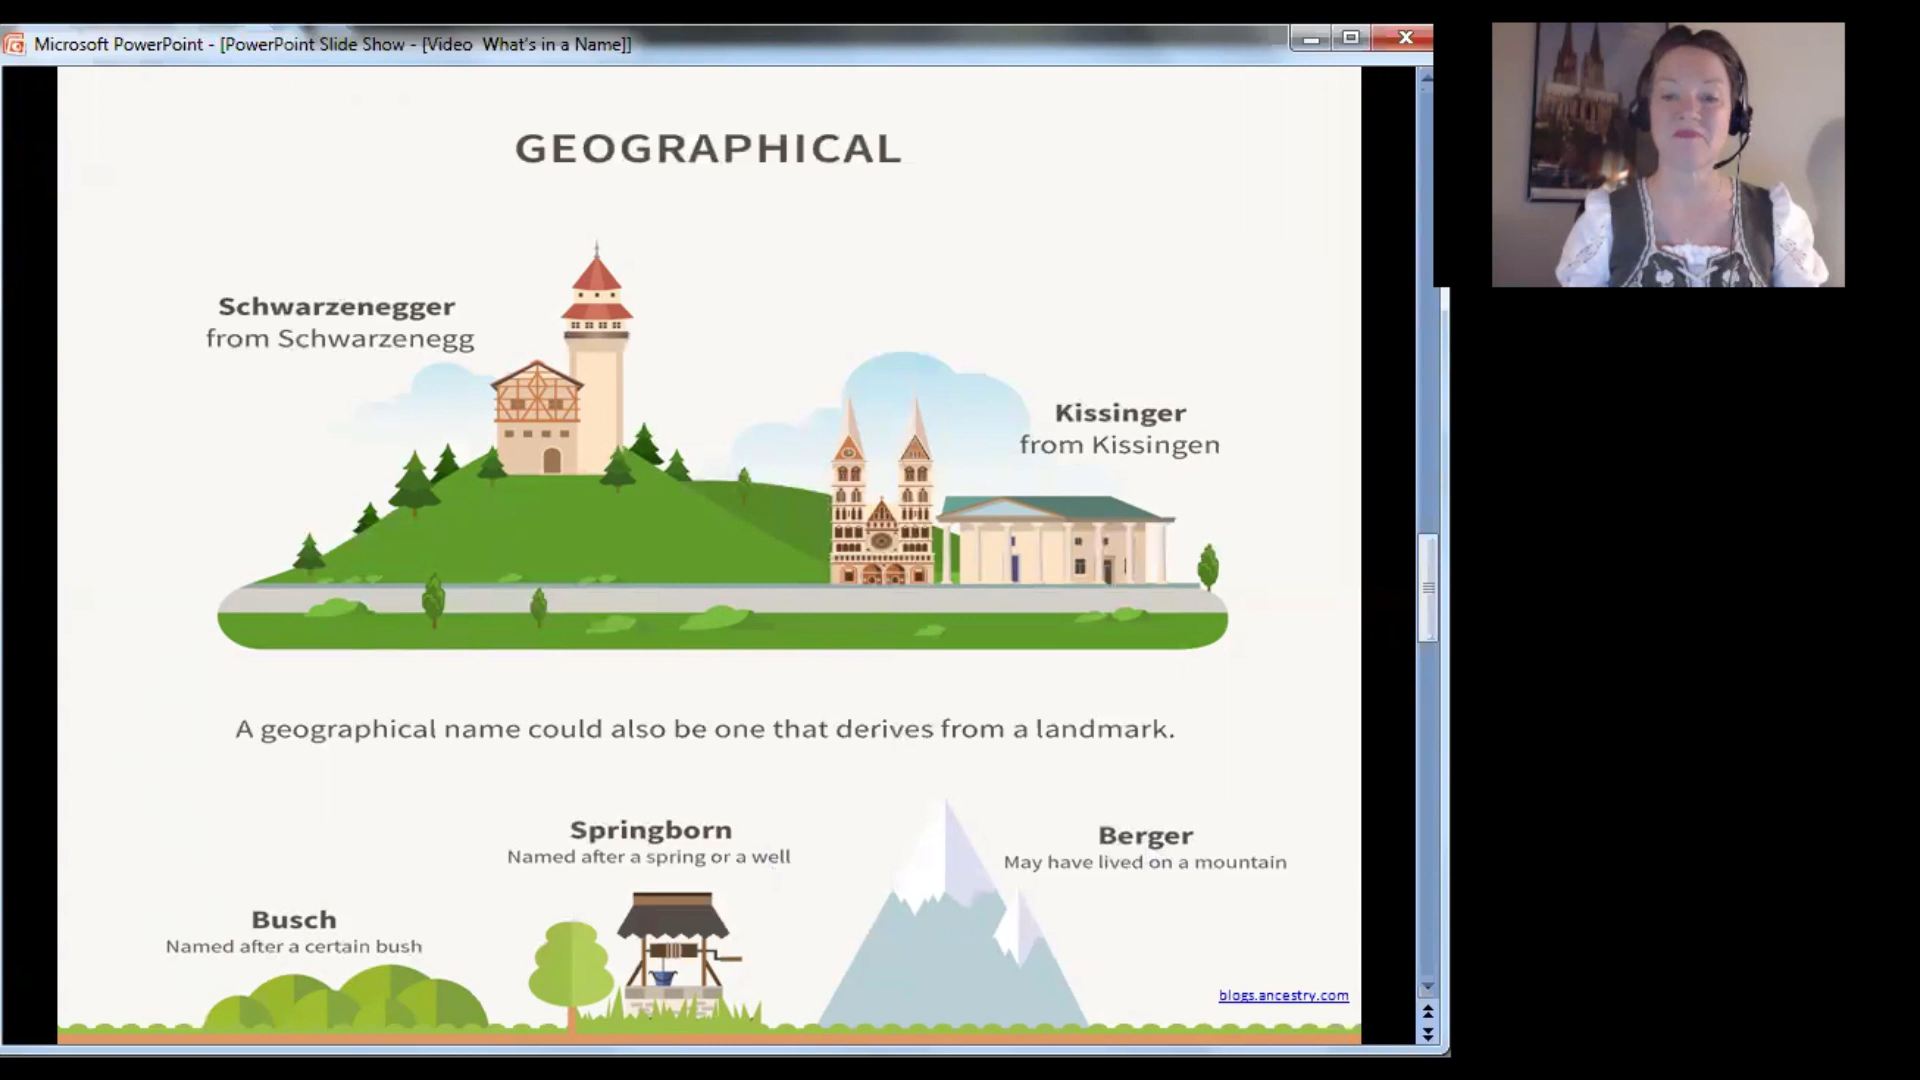 Microsoft PowerPoint - [PowerPoint Slide Show - [Video  What's in a Name]]
GEOGRAPHICAL
Schwarzenegger
from Schwarzenegg
Kissinger
from Kissingen
A geographical name could also be one that derives from a landmark.
Springborn
Named after a spring or a well
Berger
May have lived on a mountain
Busch
Named after a certain bush
blogs.ancestry.com